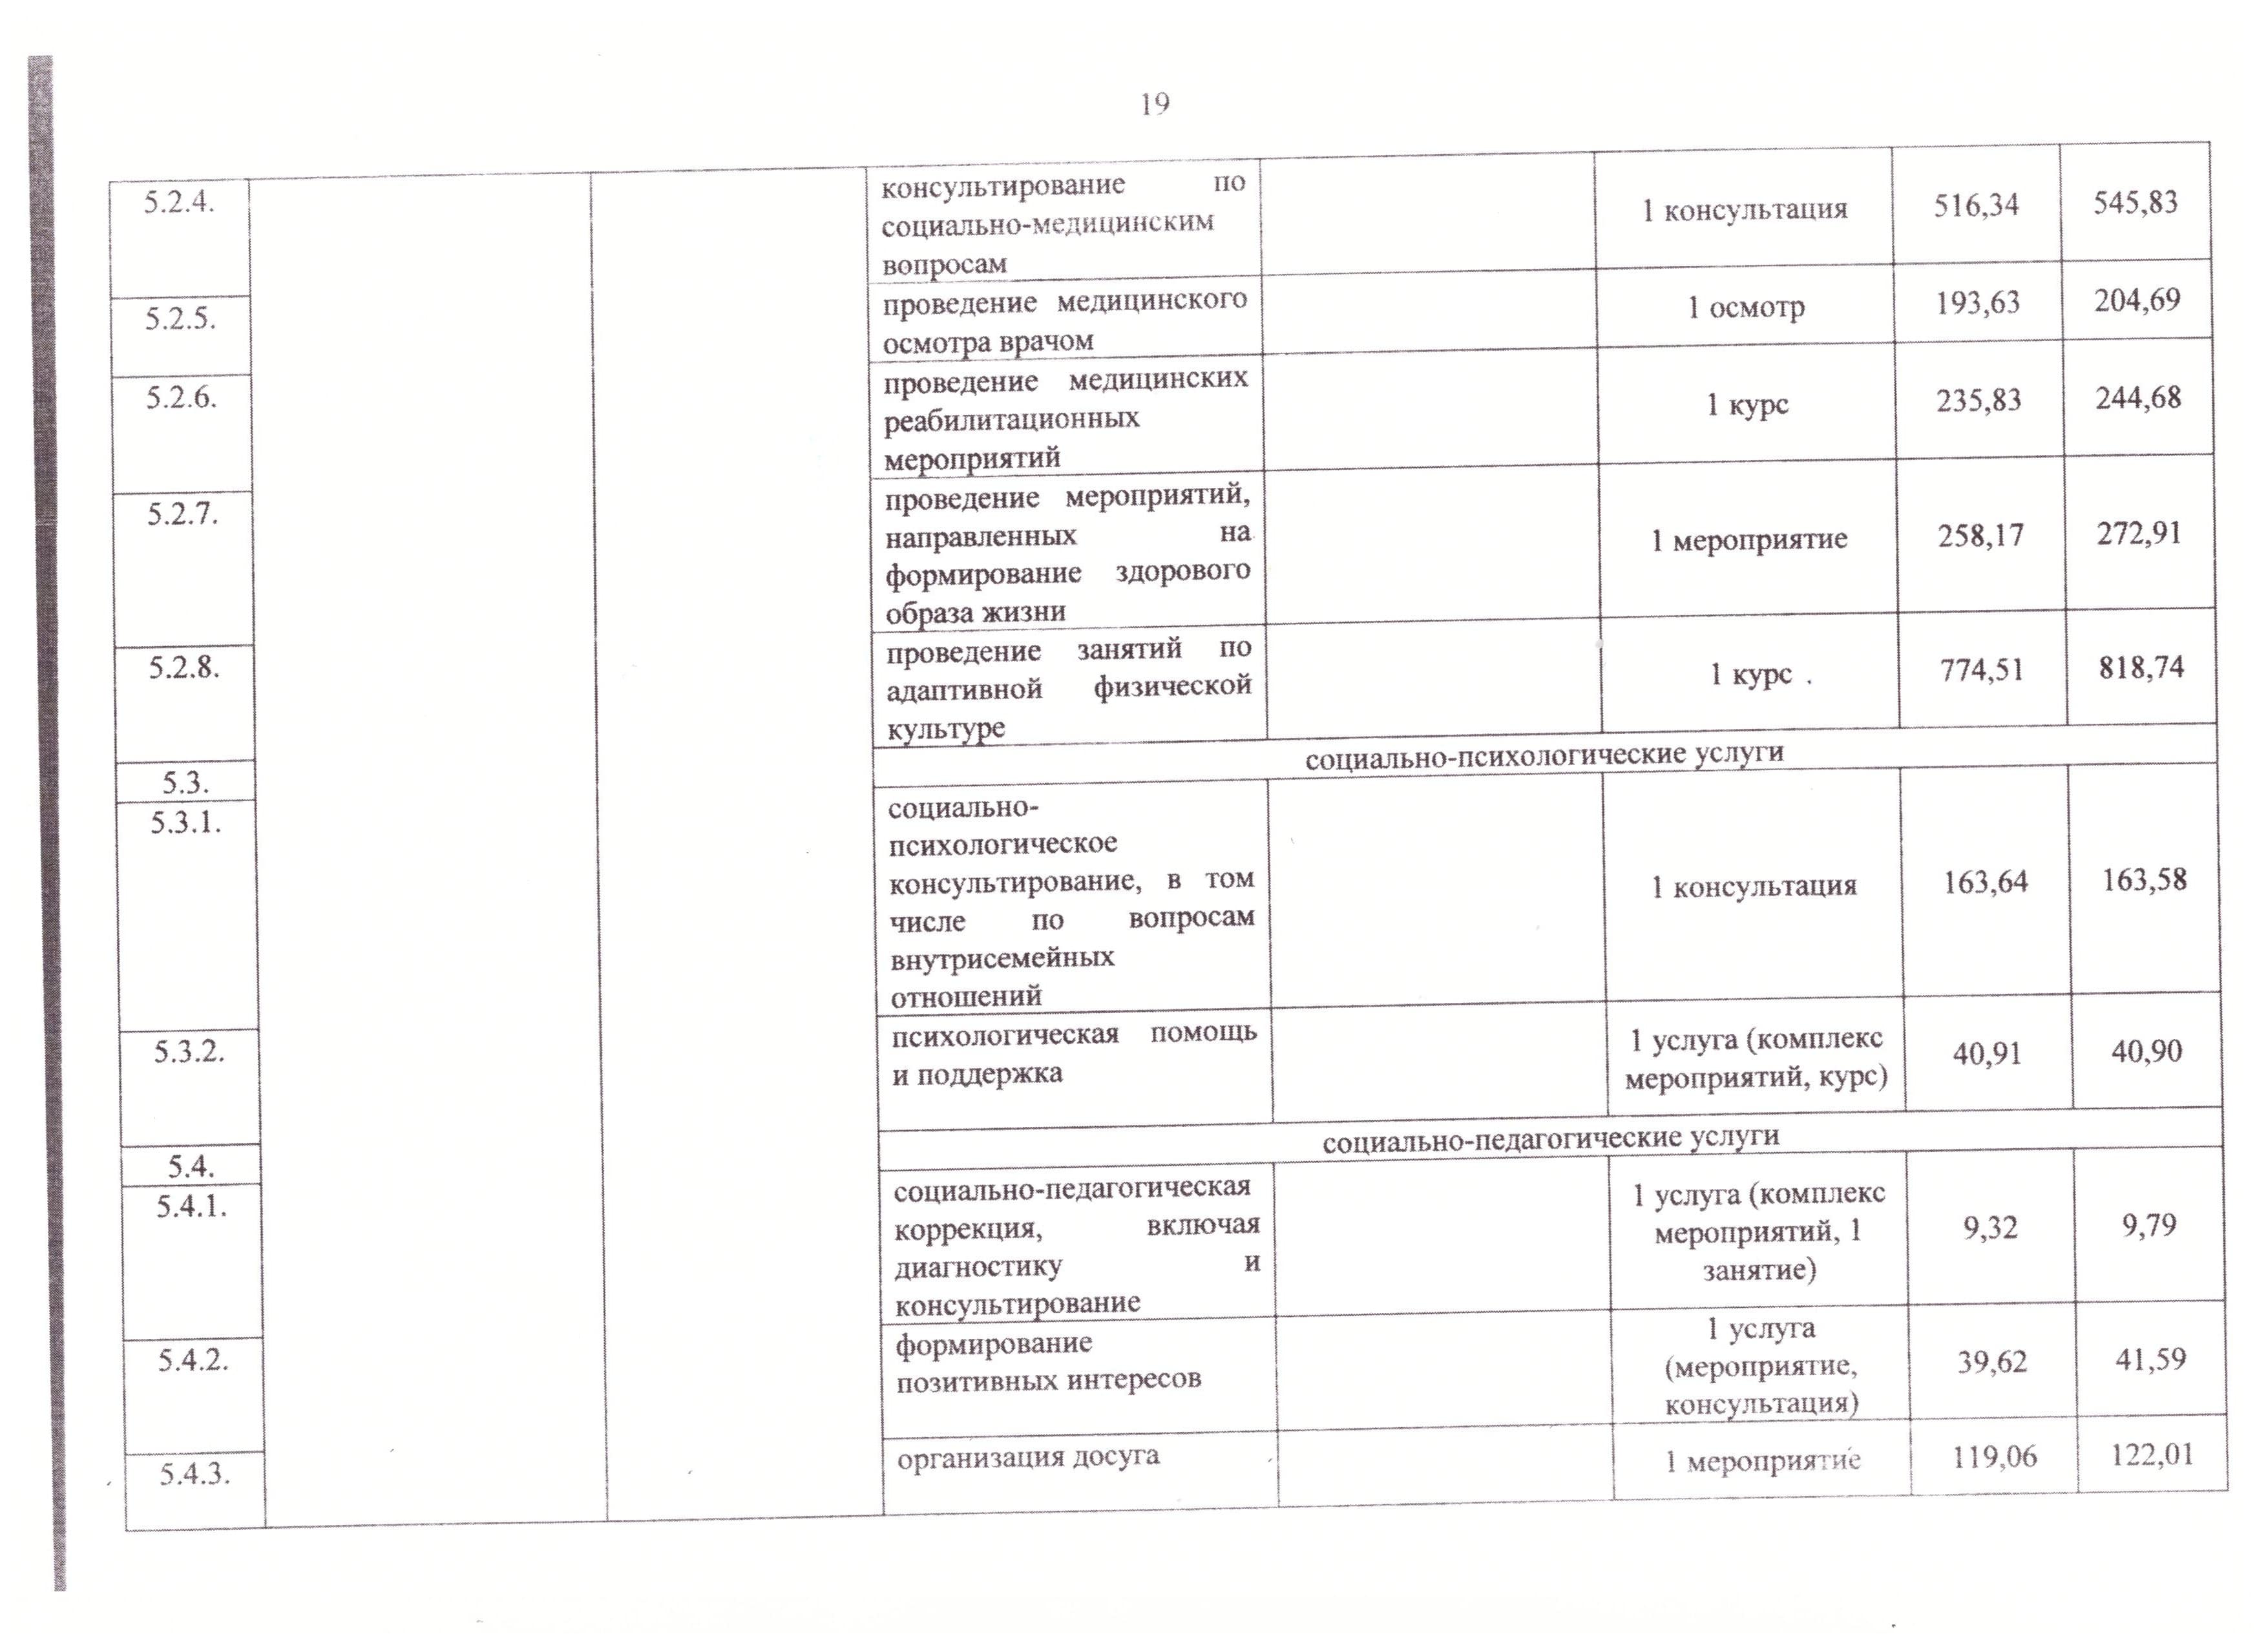 19
5.2.4.
консультирование по
социально-медицинским
вопросам
1 консультация
516,34
545,83
5.2.5.
проведение медицинского
осмотра врачом
1 осмотр
193,63
204,69
5.2.6.
проведение медицинских
реабилитационных
мероприятий
1 курс
235,83
244,68
5.2.7.
проведение мероприятий,
направленных на
формирование здорового
образа жизни
1 мероприятие
258,17
272,91
5.2.8.
проведение занятий по
адаптивной физической
культуре
1 курс
774,51
818,74
5.3.
социально-психологические услуги
5.3.1.
социально-
психологическое
консультирование, в том
числе по вопросам
внутрисемейных
отношений
1 консультация
163,64
163,58
5.3.2.
психологическая помощь
и поддержка
1 услуга (комплекс
мероприятий, курс)
40,91
40,90
5.4.
социально-педагогические услуги
5.4.1.
социально-педагогическая
коррекция, включая
диагностику и
консультирование
1 услуга (комплекс
мероприятий, 1
занятие)
9,32
9,79
5.4.2.
формирование
позитивных интересов
1 услуга
(мероприятие,
консультация)
39,62
41,59
5.4.3.
организация досуга
1 мероприятие
119,06
122,01